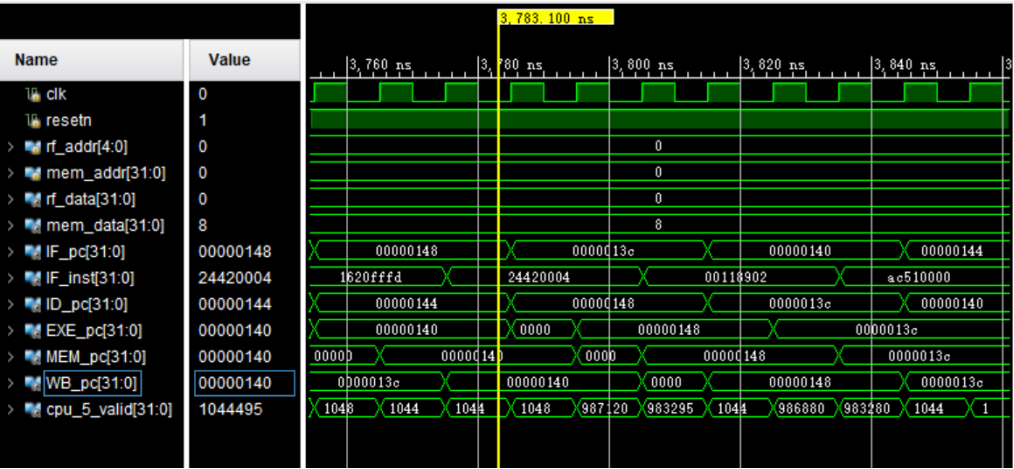 3,783.100 ns
Name Value
3,760 ns 3,780 ns 3,800 ns 3,820 ns 3,840 ns 3
clk 0
resetn 1
rf_addr[4:0] 0 0
mem_addr[31:0] 0 0
rf_data[31:0] 0 0
mem_data[31:0] 8 8
IF_pc[31:0] 00000148 00000148 0000013c 00000140 00000144
IF_inst[31:0] 24420004 1620fffd 24420004 00118902 ac510000
ID_pc[31:0] 00000144 00000144 00000148 0000013c 00000140
EXE_pc[31:0] 00000140 00000140 0000 00000148 0000013c
MEM_pc[31:0] 00000140 00000 00000140 0000 00000148 0000013c
WB_pc[31:0] 00000140 0000013c 00000140 0000 00000148 0000013c
cpu_5_valid[31:0] 1044495 1048 1044 1044 1048 987120 983295 1044 986880 983280 1044 1